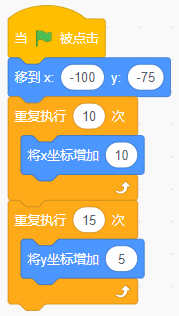 当 被点击
移到 x: -100 y: -75
重复执行 10 次
将x坐标增加 10
重复执行 15 次
将y坐标增加 5